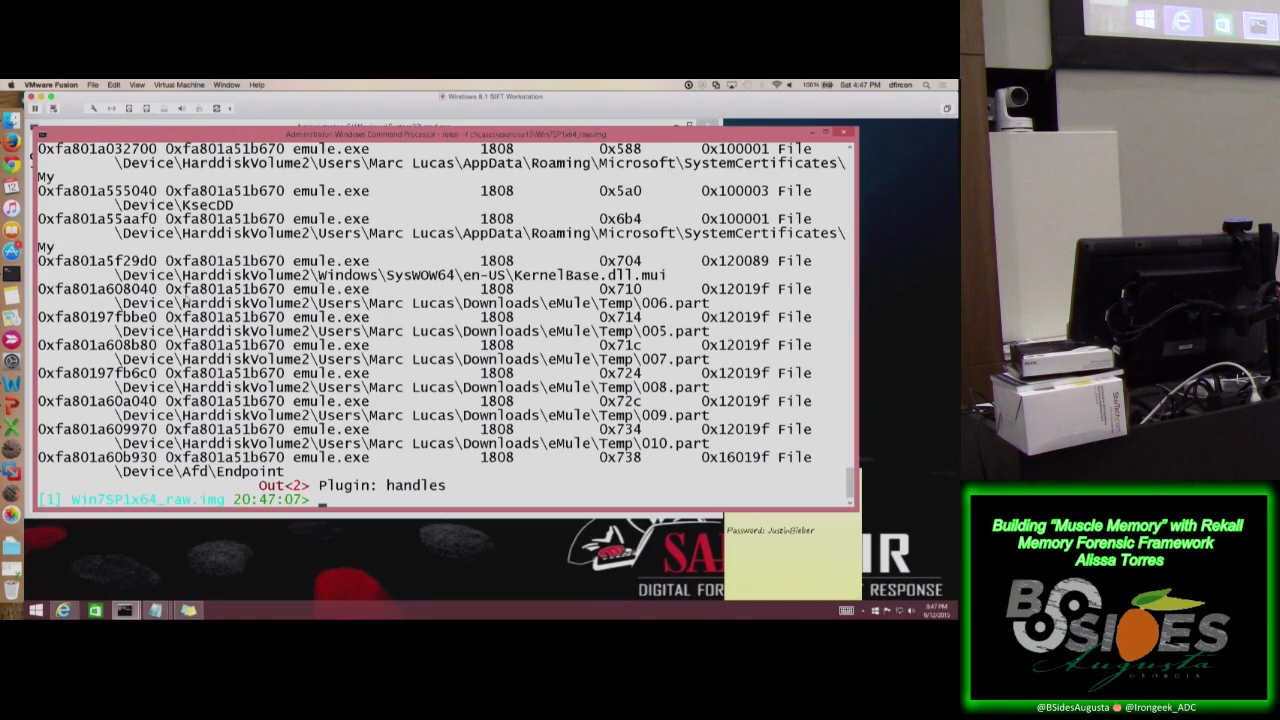 VMware Fusion File Edit View Virtual Machine Window Help
100% Sat 4:47 PM dfircon
Windows 8.1 SIFT Workstation
0xfa801a032700 0xfa801a51b670 emule.exe 1808 0x588 0x100001 File
\Device\HarddiskVolume2\Users\Marc Lucas\AppData\Roaming\Microsoft\SystemCertificates\
My
0xfa801a555040 0xfa801a51b670 emule.exe 1808 0x5a0 0x100003 File
\Device\KsecDD
0xfa801a55aaf0 0xfa801a51b670 emule.exe 1808 0x6b4 0x100001 File
\Device\HarddiskVolume2\Users\Marc Lucas\AppData\Roaming\Microsoft\SystemCertificates\
My
0xfa801a5f29d0 0xfa801a51b670 emule.exe 1808 0x704 0x120089 File
\Device\HarddiskVolume2\Windows\SysWOW64\en-US\KernelBase.dll.mui
0xfa801a608040 0xfa801a51b670 emule.exe 1808 0x710 0x12019f File
\Device\HarddiskVolume2\Users\Marc Lucas\Downloads\eMule\Temp\006.part
0xfa80197fbbe0 0xfa801a51b670 emule.exe 1808 0x714 0x12019f File
\Device\HarddiskVolume2\Users\Marc Lucas\Downloads\eMule\Temp\005.part
0xfa801a608b80 0xfa801a51b670 emule.exe 1808 0x71c 0x12019f File
\Device\HarddiskVolume2\Users\Marc Lucas\Downloads\eMule\Temp\007.part
0xfa80197fb6c0 0xfa801a51b670 emule.exe 1808 0x724 0x12019f File
\Device\HarddiskVolume2\Users\Marc Lucas\Downloads\eMule\Temp\008.part
0xfa801a60a040 0xfa801a51b670 emule.exe 1808 0x72c 0x12019f File
\Device\HarddiskVolume2\Users\Marc Lucas\Downloads\eMule\Temp\009.part
0xfa801a609970 0xfa801a51b670 emule.exe 1808 0x734 0x12019f File
\Device\HarddiskVolume2\Users\Marc Lucas\Downloads\eMule\Temp\010.part
0xfa801a60b930 0xfa801a51b670 emule.exe 1808 0x738 0x16019f File
\Device\Afd\Endpoint
Out<2> Plugin: handles
[1] Win7SP1x64_raw.img 20:47:07>
Password: JustinBieber
DIGITAL FOR
RESPONSE
8:47 PM
9/12/2015
StarTech.com
Building “Muscle Memory” with Rekall
Memory Forensic Framework
Alissa Torres
BSIDES
Augusta
GEORGIA
@BSidesAugusta @Irongeek_ADC